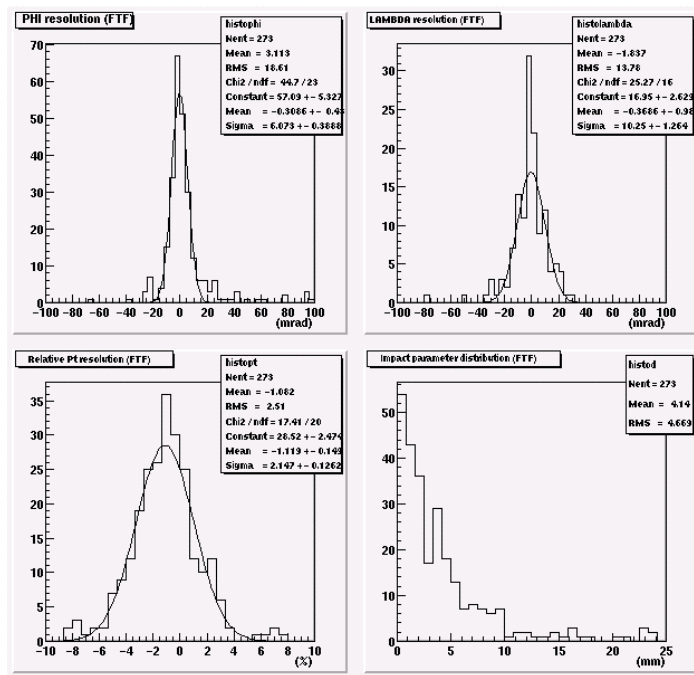 PHI resolution (FTF)
histophi
Nent = 273
Mean = 3.113
RMS = 18.61
Chi2 / ndf = 44.7 / 23
Constant = 57.09 +- 5.327
Mean = -0.3086 +- 0.43
Sigma = 6.073 +- 0.3888
70
60
50
40
30
20
10
0
-100 -80 -60 -40 -20 0 20 40 60 80 100
(mrad)
LAMBDA resolution (FTF)
histolambda
Nent = 273
Mean = -1.837
RMS = 13.78
Chi2 / ndf = 25.27 / 16
Constant = 16.95 +- 2.629
Mean = -0.3686 +- 0.98
Sigma = 10.25 +- 1.264
30
25
20
15
10
5
0
-100 -80 -60 -40 -20 0 20 40 60 80 100
(mrad)
Relative Pt resolution (FTF)
histopt
Nent = 273
Mean = -1.082
RMS = 2.51
Chi2 / ndf = 17.41 / 20
Constant = 28.52 +- 2.474
Mean = -1.119 +- 0.149
Sigma = 2.147 +- 0.1262
35
30
25
20
15
10
5
0
-10 -8 -6 -4 -2 0 2 4 6 8 10
(%)
Impact parameter distribution (FTF)
histod
Nent = 273
Mean = 4.14
RMS = 4.669
50
40
30
20
10
0
0 5 10 15 20 25
(mm)